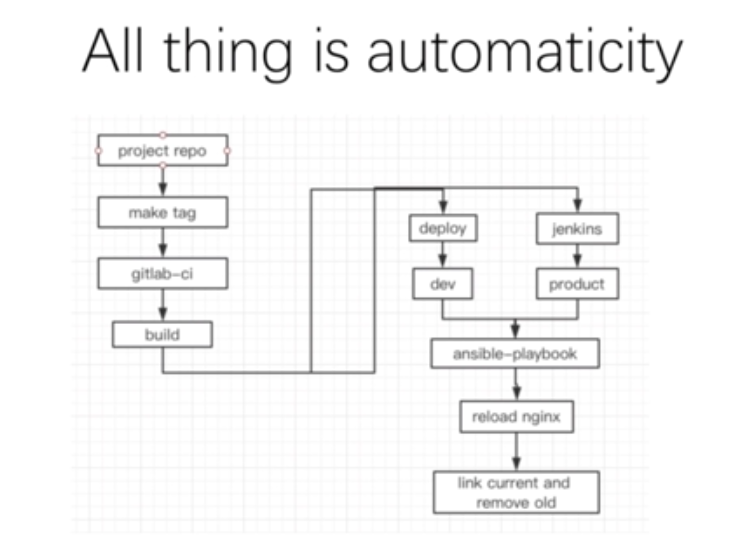 All thing is automaticity
project repo
make tag
gitlab-ci
build
deploy
jenkins
dev
product
ansible-playbook
reload nginx
link current and
remove old